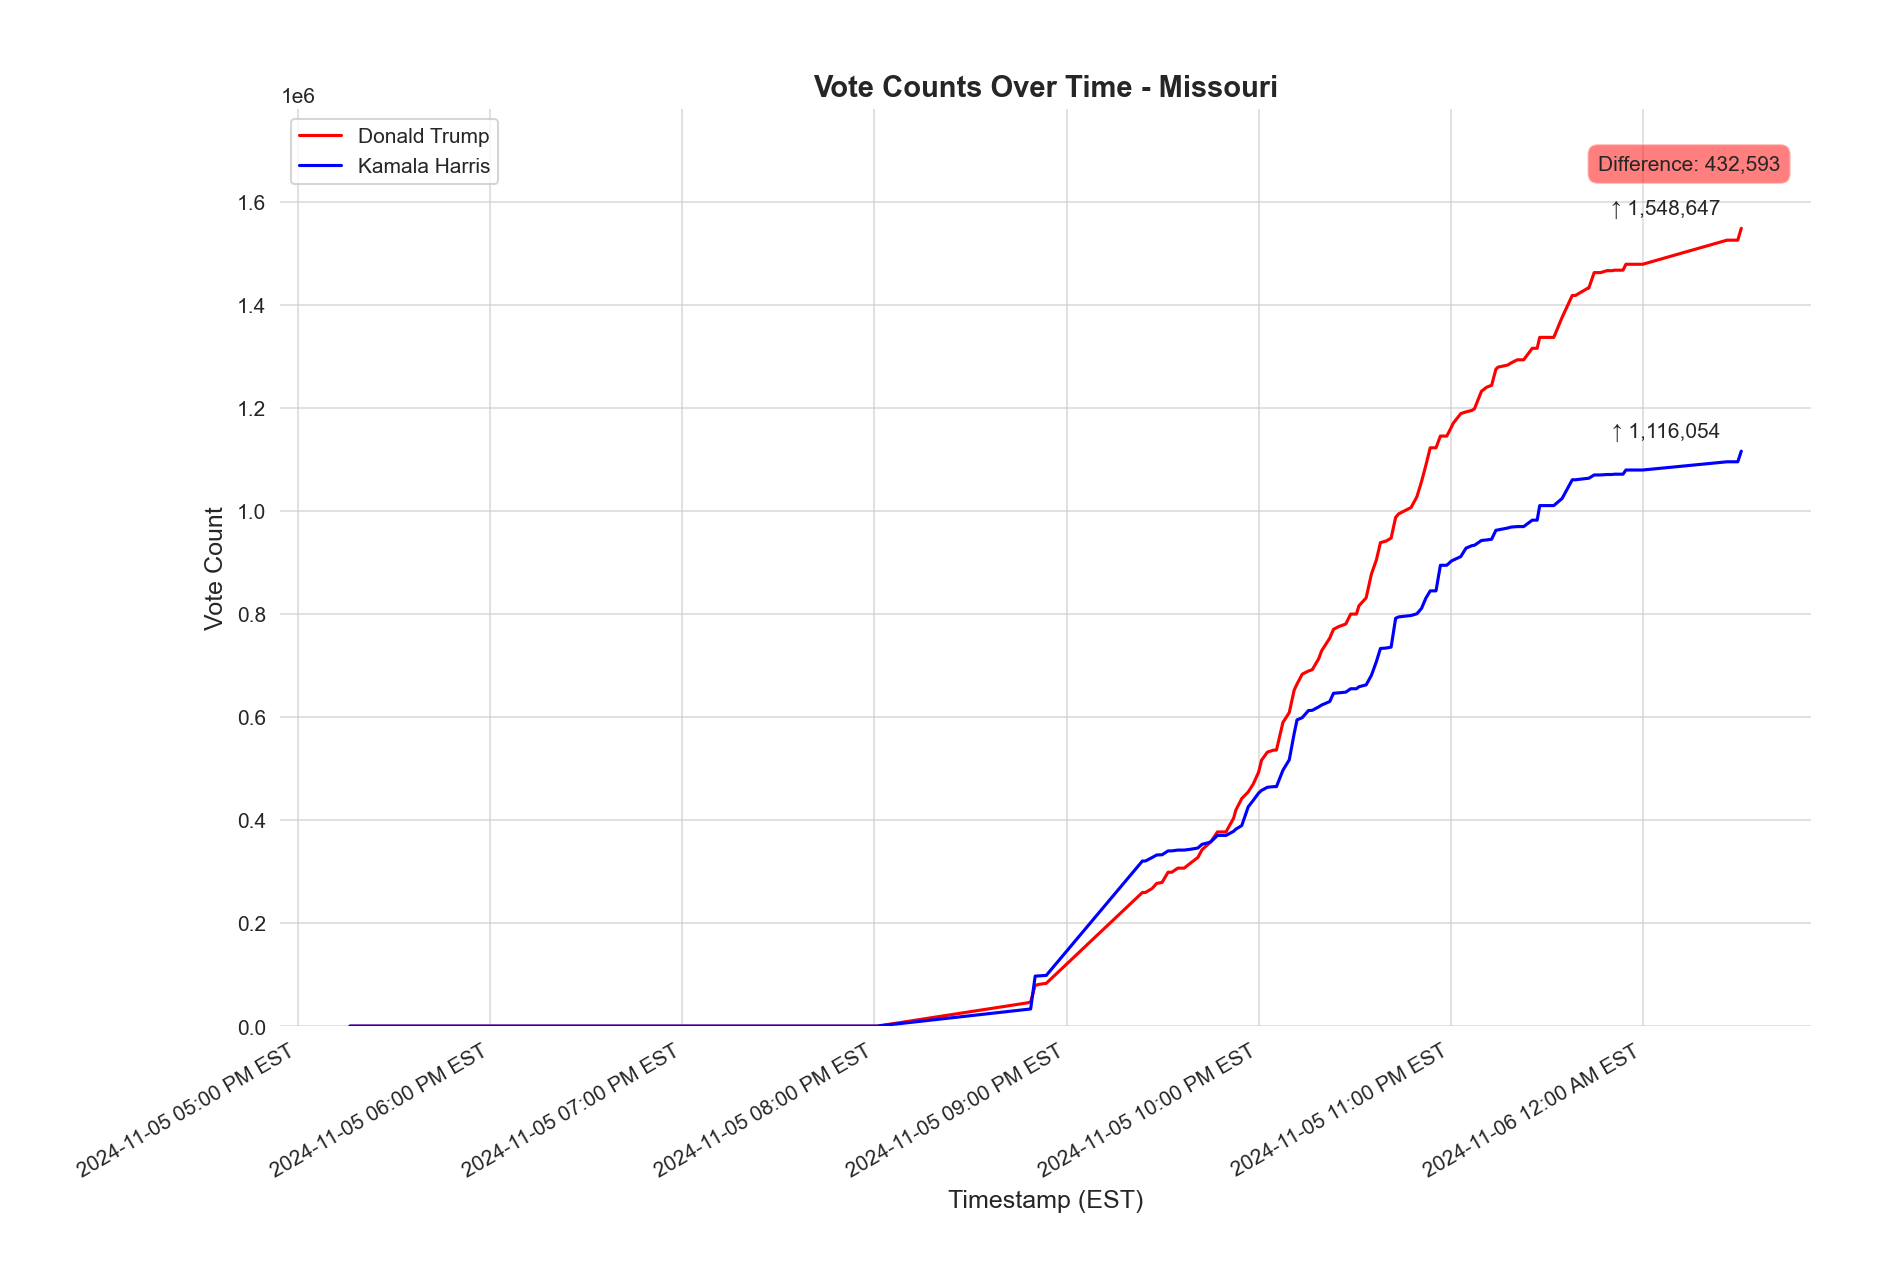 Vote Counts Over Time - Missouri
1e6
Donald Trump
Kamala Harris
Difference: 432,593
↑ 1,548,647
↑ 1,116,054
1.6
1.4
1.2
1.0
0.8
0.6
0.4
0.2
0.0
Vote Count
2024-11-05 05:00 PM EST
2024-11-05 06:00 PM EST
2024-11-05 07:00 PM EST
2024-11-05 08:00 PM EST
2024-11-05 09:00 PM EST
2024-11-05 10:00 PM EST
2024-11-05 11:00 PM EST
2024-11-06 12:00 AM EST
Timestamp (EST)